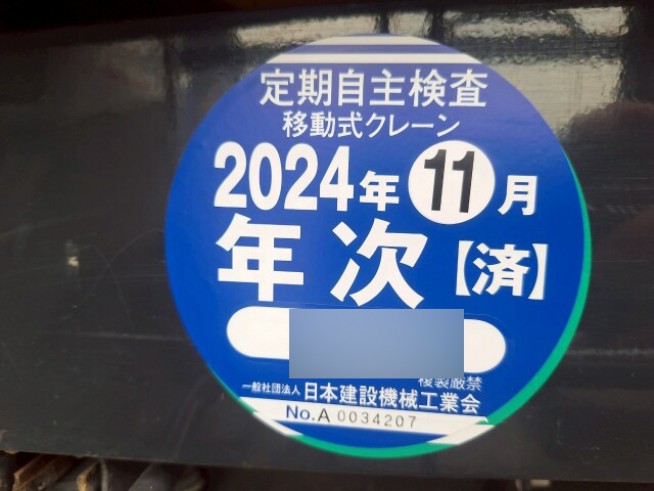 定期自主検査
移動式クレーン
2024年11月
年次【済】
複製厳禁
一般社団法人 日本建設機械工業会
No.A 0034207